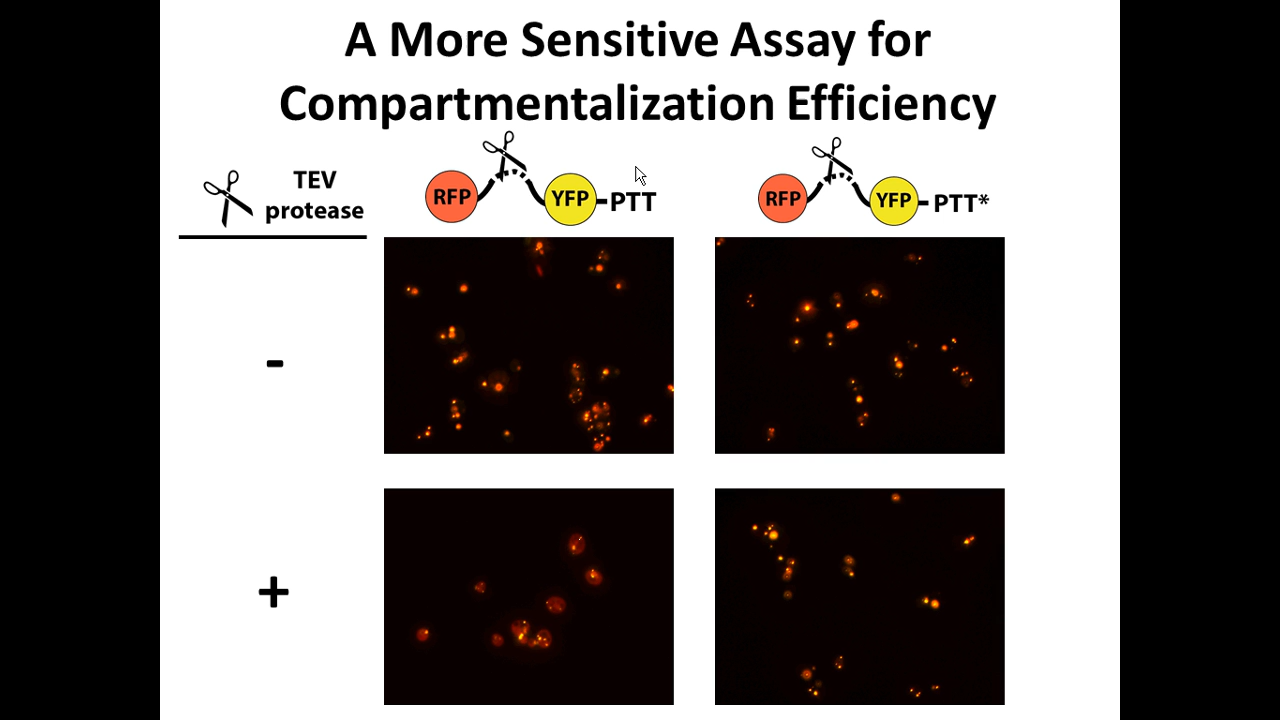 A More Sensitive Assay for
Compartmentalization Efficiency
TEV
protease
RFP YFP PTT
RFP YFP PTT*
-
+